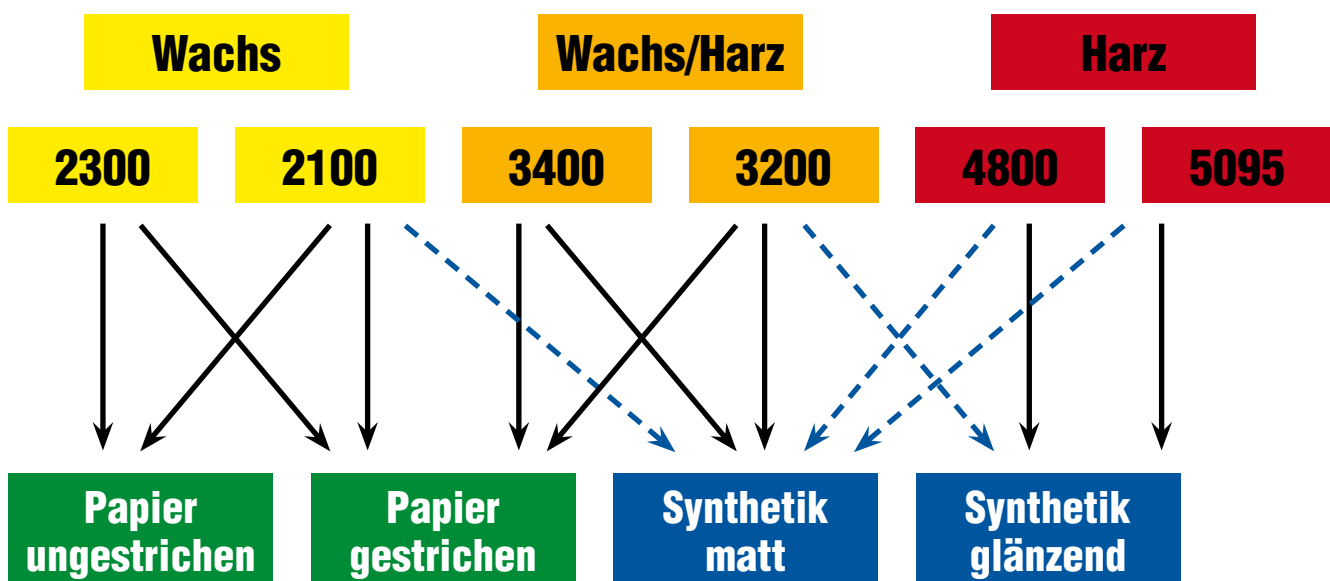 Wachs
Wachs/Harz
Harz
2300
2100
3400
3200
4800
5095
Papier
ungestrichen
Papier
gestrichen
Synthetik
matt
Synthetik
glänzend